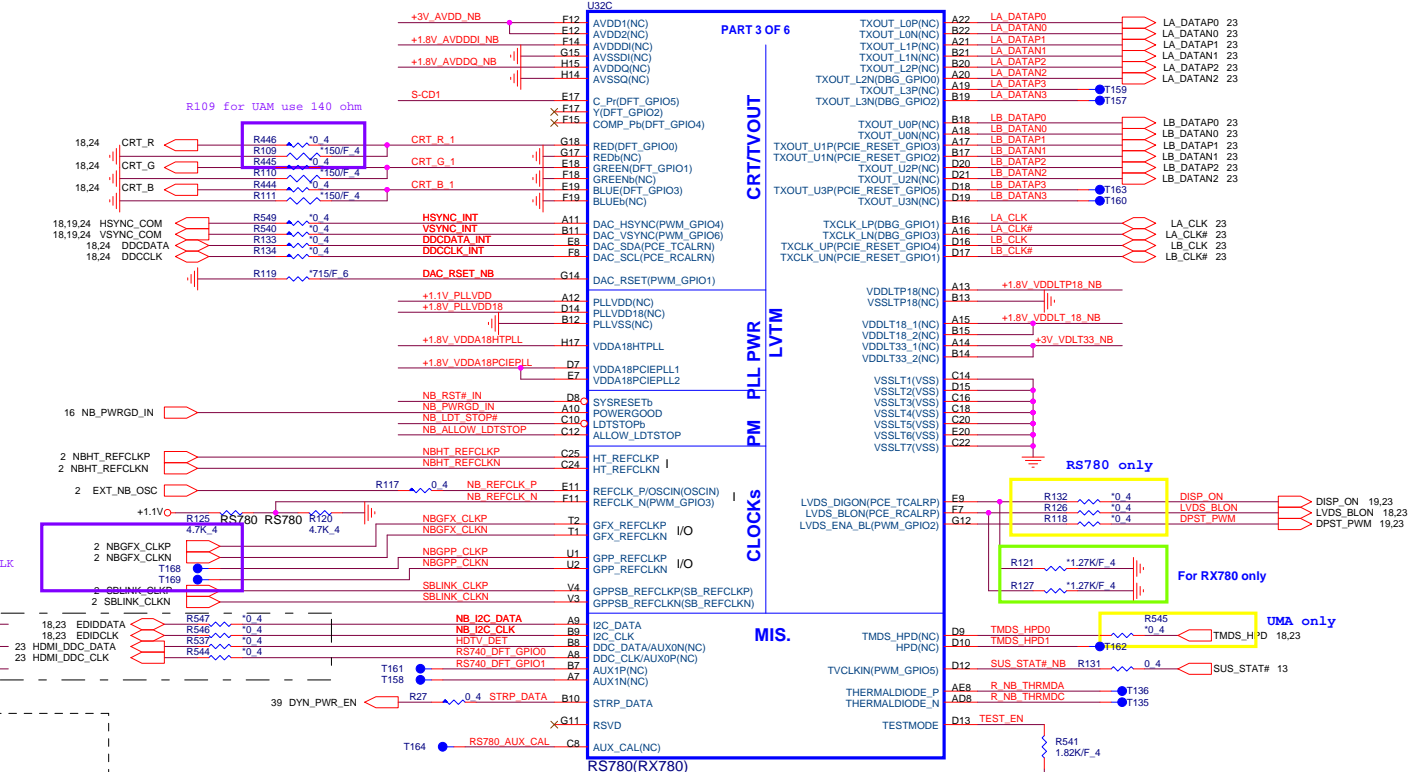 U32C
PART 3 OF 6
CRT/TVOUT
LVTM
PLL PWR
PM
CLOCKs
MIS.
RS780(RX780)
+3V_AVDD_NB F12 AVDD1(NC)
E12 AVDD2(NC)
+1.8V_AVDDDI_NB F14 AVDDDI(NC)
G15 AVSSDI(NC)
+1.8V_AVDDQ_NB H15 AVDDQ(NC)
H14 AVSSQ(NC)
S-CD1 E17 C_Pr(DFT_GPIO5)
F17 Y(DFT_GPIO2)
F15 COMP_Pb(DFT_GPIO4)
R109 for UAM use 140 ohm
18,24 CRT_R R446 *0_4 CRT_R_1 G18 RED(DFT_GPIO0)
R109 *150/F_4 G17 REDb(NC)
18,24 CRT_G R445 *0_4 CRT_G_1 E18 GREEN(DFT_GPIO1)
R110 *150/F_4 F18 GREENb(NC)
18,24 CRT_B R444 *0_4 CRT_B_1 E19 BLUE(DFT_GPIO3)
R111 *150/F_4 F19 BLUEb(NC)
18,19,24 HSYNC_COM R549 *0_4 HSYNC_INT A11 DAC_HSYNC(PWM_GPIO4)
18,19,24 VSYNC_COM R540 *0_4 VSYNC_INT B11 DAC_VSYNC(PWM_GPIO6)
18,24 DDCDATA R133 *0_4 DDCDATA_INT E8 DAC_SDA(PCE_TCALRN)
18,24 DDCCLK R134 *0_4 DDCCLK_INT F8 DAC_SCL(PCE_RCALRN)
R119 *715/F_6 DAC_RSET_NB G14 DAC_RSET(PWM_GPIO1)
+1.1V_PLLVDD A12 PLLVDD(NC)
+1.8V_PLLVDD18 D14 PLLVDD18(NC)
B12 PLLVSS(NC)
+1.8V_VDDA18HTPLL H17 VDDA18HTPLL
+1.8V_VDDA18PCIEPLL D7 VDDA18PCIEPLL1
E7 VDDA18PCIEPLL2
NB_RST#_IN D8 SYSRESETb
16 NB_PWRGD_IN NB_PWRGD_IN A10 POWERGOOD
NB_LDT_STOP# C10 LDTSTOPb
NB_ALLOW_LDTSTOP C12 ALLOW_LDTSTOP
2 NBHT_REFCLKP NBHT_REFCLKP C25 HT_REFCLKP
2 NBHT_REFCLKN NBHT_REFCLKN C24 HT_REFCLKN I
2 EXT_NB_OSC R117 0_4 NB_REFCLK_P E11 REFCLK_P/OSCIN(OSCIN)
NB_REFCLK_N F11 REFCLK_N(PWM_GPIO3) I
+1.1V R125 4.7K_4 RS780 RS780 R120 4.7K_4
2 NBGFX_CLKP NBGFX_CLKP T2 GFX_REFCLKP
2 NBGFX_CLKN NBGFX_CLKN T1 GFX_REFCLKN I/O
LK
T168 NBGPP_CLKP U1 GPP_REFCLKP
T169 NBGPP_CLKN U2 GPP_REFCLKN I/O
2 SBLINK_CLKP SBLINK_CLKP V4 GPPSB_REFCLKP(SB_REFCLKP)
2 SBLINK_CLKN SBLINK_CLKN V3 GPPSB_REFCLKN(SB_REFCLKN)
18,23 EDIDDATA R547 *0_4 NB_I2C_DATA A9 I2C_DATA
18,23 EDIDCLK R546 *0_4 NB_I2C_CLK B9 I2C_CLK
23 HDMI_DDC_DATA R537 *0_4 HDTV_DET B8 DDC_DATA/AUX0N(NC)
23 HDMI_DDC_CLK R544 *0_4 RS740_DFT_GPIO0 A8 DDC_CLK/AUX0P(NC)
T161 RS740_DFT_GPIO1 B7 AUX1P(NC)
T158 A7 AUX1N(NC)
39 DYN_PWR_EN R27 0_4 STRP_DATA B10 STRP_DATA
G11 RSVD
T164 RS780_AUX_CAL C8 AUX_CAL(NC)
TXOUT_L0P(NC) A22 LA_DATAP0 LA_DATAP0 23
TXOUT_L0N(NC) B22 LA_DATAN0 LA_DATAN0 23
TXOUT_L1P(NC) A21 LA_DATAP1 LA_DATAP1 23
TXOUT_L1N(NC) B21 LA_DATAN1 LA_DATAN1 23
TXOUT_L2P(NC) B20 LA_DATAP2 LA_DATAP2 23
TXOUT_L2N(DBG_GPIO0) A20 LA_DATAN2 LA_DATAN2 23
TXOUT_L3P(NC) A19 LA_DATAP3 T159
TXOUT_L3N(DBG_GPIO2) B19 LA_DATAN3 T157
TXOUT_U0P(NC) B18 LB_DATAP0 LB_DATAP0 23
TXOUT_U0N(NC) A18 LB_DATAN0 LB_DATAN0 23
TXOUT_U1P(PCIE_RESET_GPIO3) A17 LB_DATAP1 LB_DATAP1 23
TXOUT_U1N(PCIE_RESET_GPIO2) B17 LB_DATAN1 LB_DATAN1 23
TXOUT_U2P(NC) D20 LB_DATAP2 LB_DATAP2 23
TXOUT_U2N(NC) D21 LB_DATAN2 LB_DATAN2 23
TXOUT_U3P(PCIE_RESET_GPIO5) D18 LB_DATAP3 T163
TXOUT_U3N(NC) D19 LB_DATAN3 T160
TXCLK_LP(DBG_GPIO1) B16 LA_CLK LA_CLK 23
TXCLK_LN(DBG_GPIO3) A16 LA_CLK# LA_CLK# 23
TXCLK_UP(PCIE_RESET_GPIO4) D16 LB_CLK LB_CLK 23
TXCLK_UN(PCIE_RESET_GPIO1) D17 LB_CLK# LB_CLK# 23
VDDLTP18(NC) A13 +1.8V_VDDLTP18_NB
VSSLTP18(NC) B13
VDDLT18_1(NC) A15 +1.8V_VDDLT_18_NB
VDDLT18_2(NC) B15
VDDLT33_1(NC) A14 +3V_VDLT33_NB
VDDLT33_2(NC) B14
VSSLT1(VSS) C14
VSSLT2(VSS) D15
VSSLT3(VSS) C16
VSSLT4(VSS) C18
VSSLT5(VSS) C20
VSSLT6(VSS) E20
VSSLT7(VSS) C22
RS780 only
LVDS_DIGON(PCE_TCALRP) E9 R132 *0_4 DISP_ON DISP_ON 19,23
LVDS_BLON(PCE_RCALRP) F7 R126 *0_4 LVDS_BLON LVDS_BLON 18,23
LVDS_ENA_BL(PWM_GPIO2) G12 R118 *0_4 DPST_PWM DPST_PWM 19,23
R121 *1.27K/F_4
For RX780 only
R127 *1.27K/F_4
UMA only
TMDS_HPD(NC) D9 TMDS_HPD0 R545 *0_4 TMDS_HPD 18,23
HPD(NC) D10 TMDS_HPD1 T162
TVCLKIN(PWM_GPIO5) D12 SUS_STAT#_NB R131 0_4 SUS_STAT# 13
THERMALDIODE_P AE8 R_NB_THRMDA T136
THERMALDIODE_N AD8 R_NB_THRMDC T135
TESTMODE D13 TEST_EN
R541
1.82K/F_4